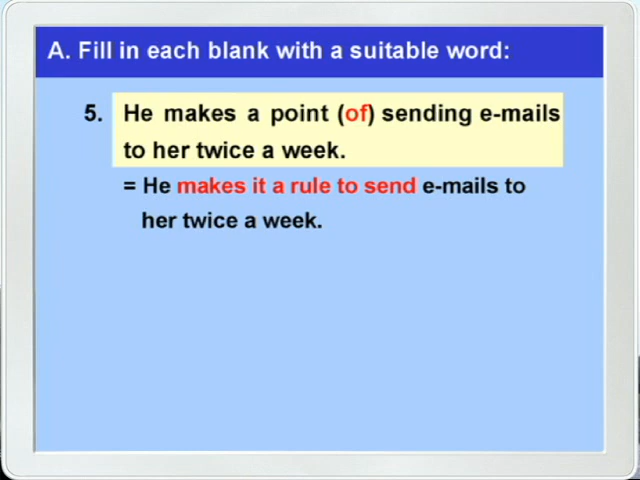 A. Fill in each blank with a suitable word:
5. He makes a point (of) sending e-mails
to her twice a week.
= He makes it a rule to send e-mails to
her twice a week.